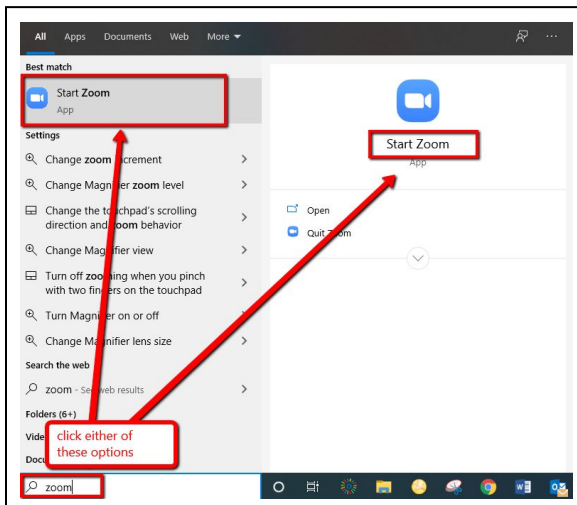 All Apps Documents Web More
Best match
Start Zoom
App
Settings
Change zoom increment
Change Magnifier zoom level
Change the touchpad's scrolling
direction and zoom behavior
Change Magnifier view
Turn off zooming when you pinch
with two fingers on the touchpad
Turn Magnifier on or off
Change Magnifier lens size
Search the web
zoom - See web results
Folders (6+)
Vide
Docu
click either of
these options
zoom
Start Zoom
App
Open
Quit Zoom